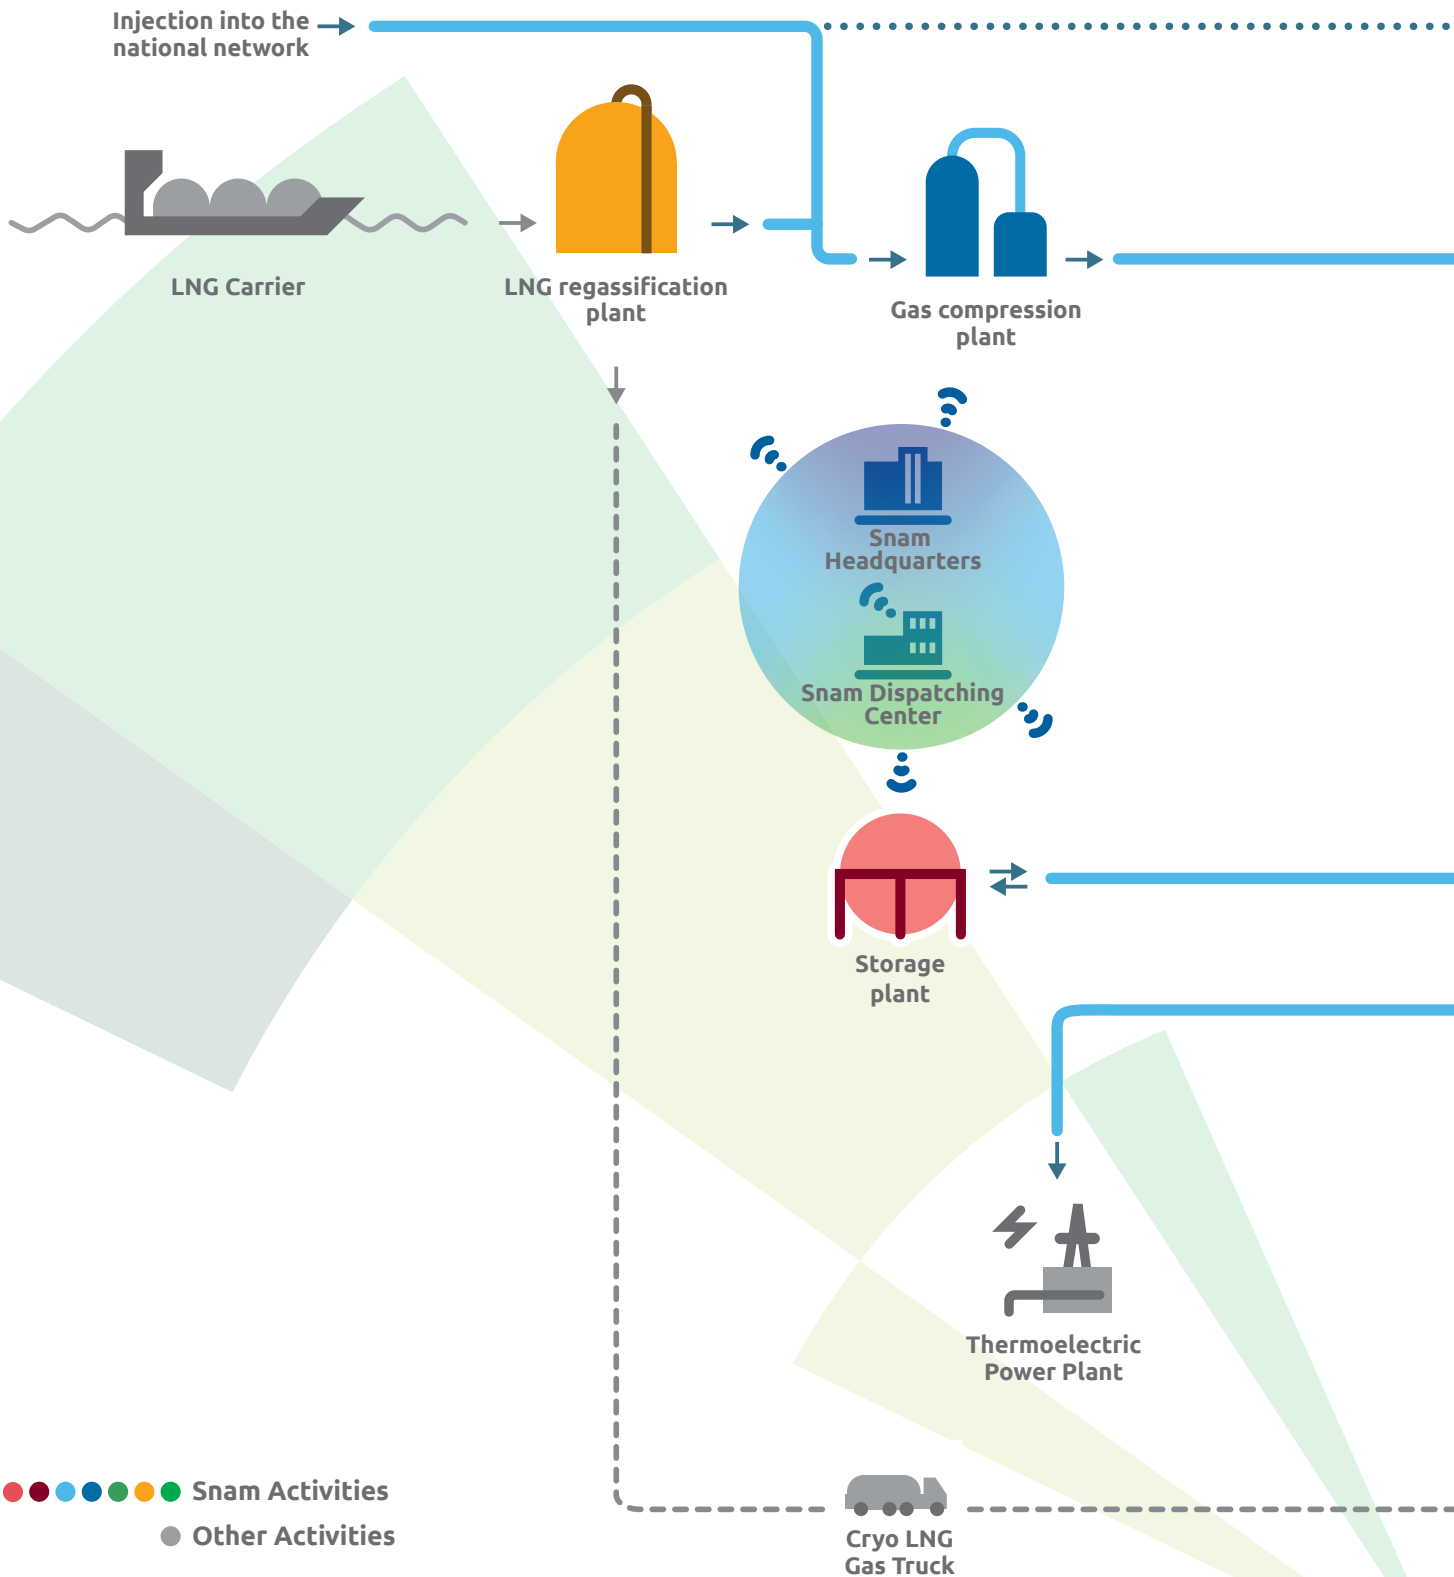 Injection into the
national network
LNG Carrier
LNG regassification
plant
Gas compression
plant
Snam
Headquarters
Snam Dispatching
Center
Storage
plant
Thermoelectric
Power Plant
Snam Activities
Other Activities
Cryo LNG
Gas Truck